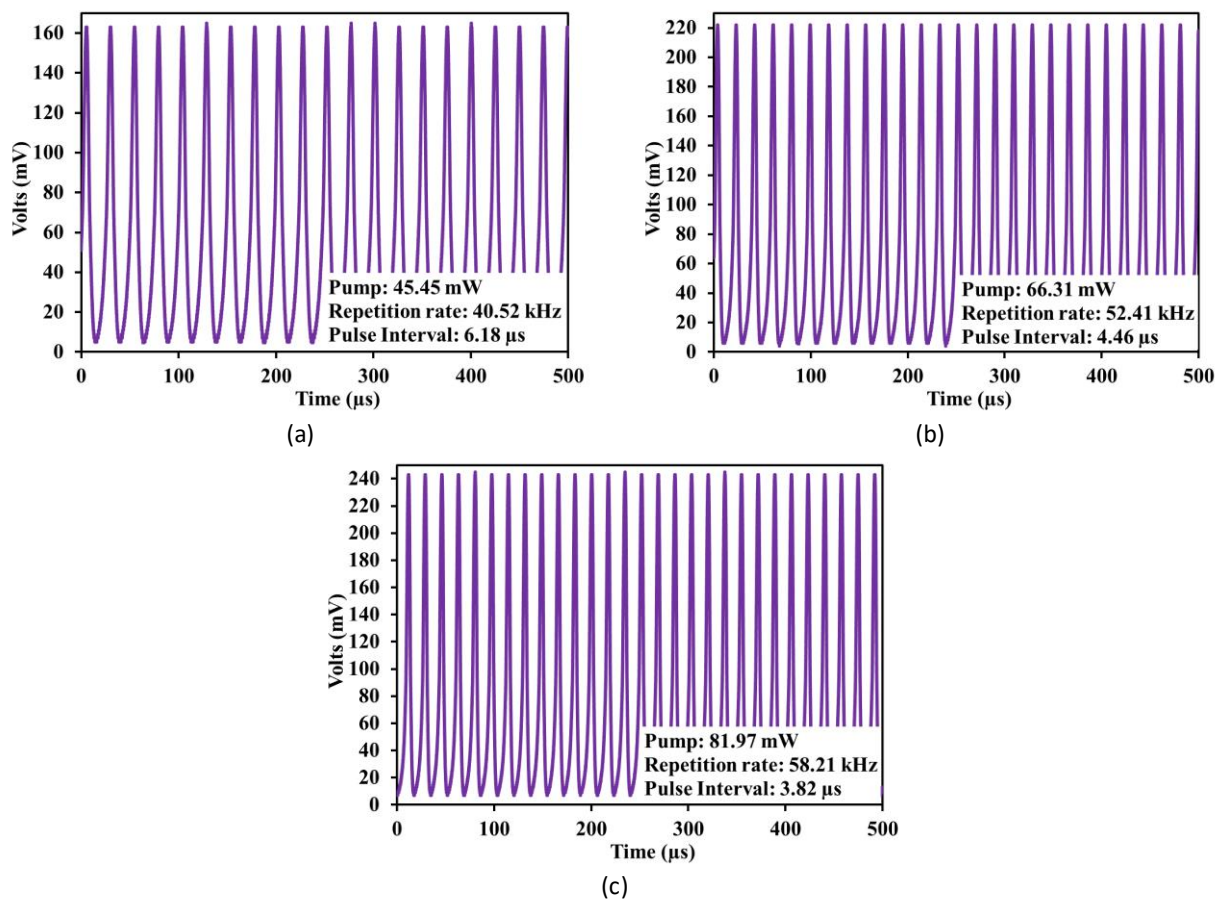 160
140
120
100
80
60
40
20
0
Volts (mV)
Pump: 45.45 mW
Repetition rate: 40.52 kHz
Pulse Interval: 6.18 µs
0 100 200 300 400 500
Time (µs)
(a)
220
200
180
160
140
120
100
80
60
40
20
0
Volts (mV)
Pump: 66.31 mW
Repetition rate: 52.41 kHz
Pulse Interval: 4.46 µs
0 100 200 300 400 500
Time (µs)
(b)
240
220
200
180
160
140
120
100
80
60
40
20
0
Volts (mV)
Pump: 81.97 mW
Repetition rate: 58.21 kHz
Pulse Interval: 3.82 µs
0 100 200 300 400 500
Time (µs)
(c)